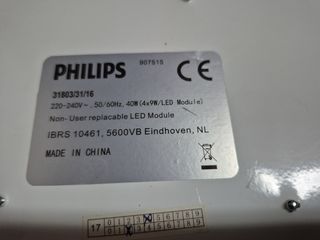 PHILIPS 907515 CE
31803/31/16
220-240V~, 50/60Hz, 40W(4x9W/LED Module)
Non-User replacable LED Module
IBRS 10461, 5600VB Eindhoven, NL
MADE IN CHINA
17 0 1 2 3 4 5 6 7 8 9
0 1 2 3 4 5 6 7 8 9